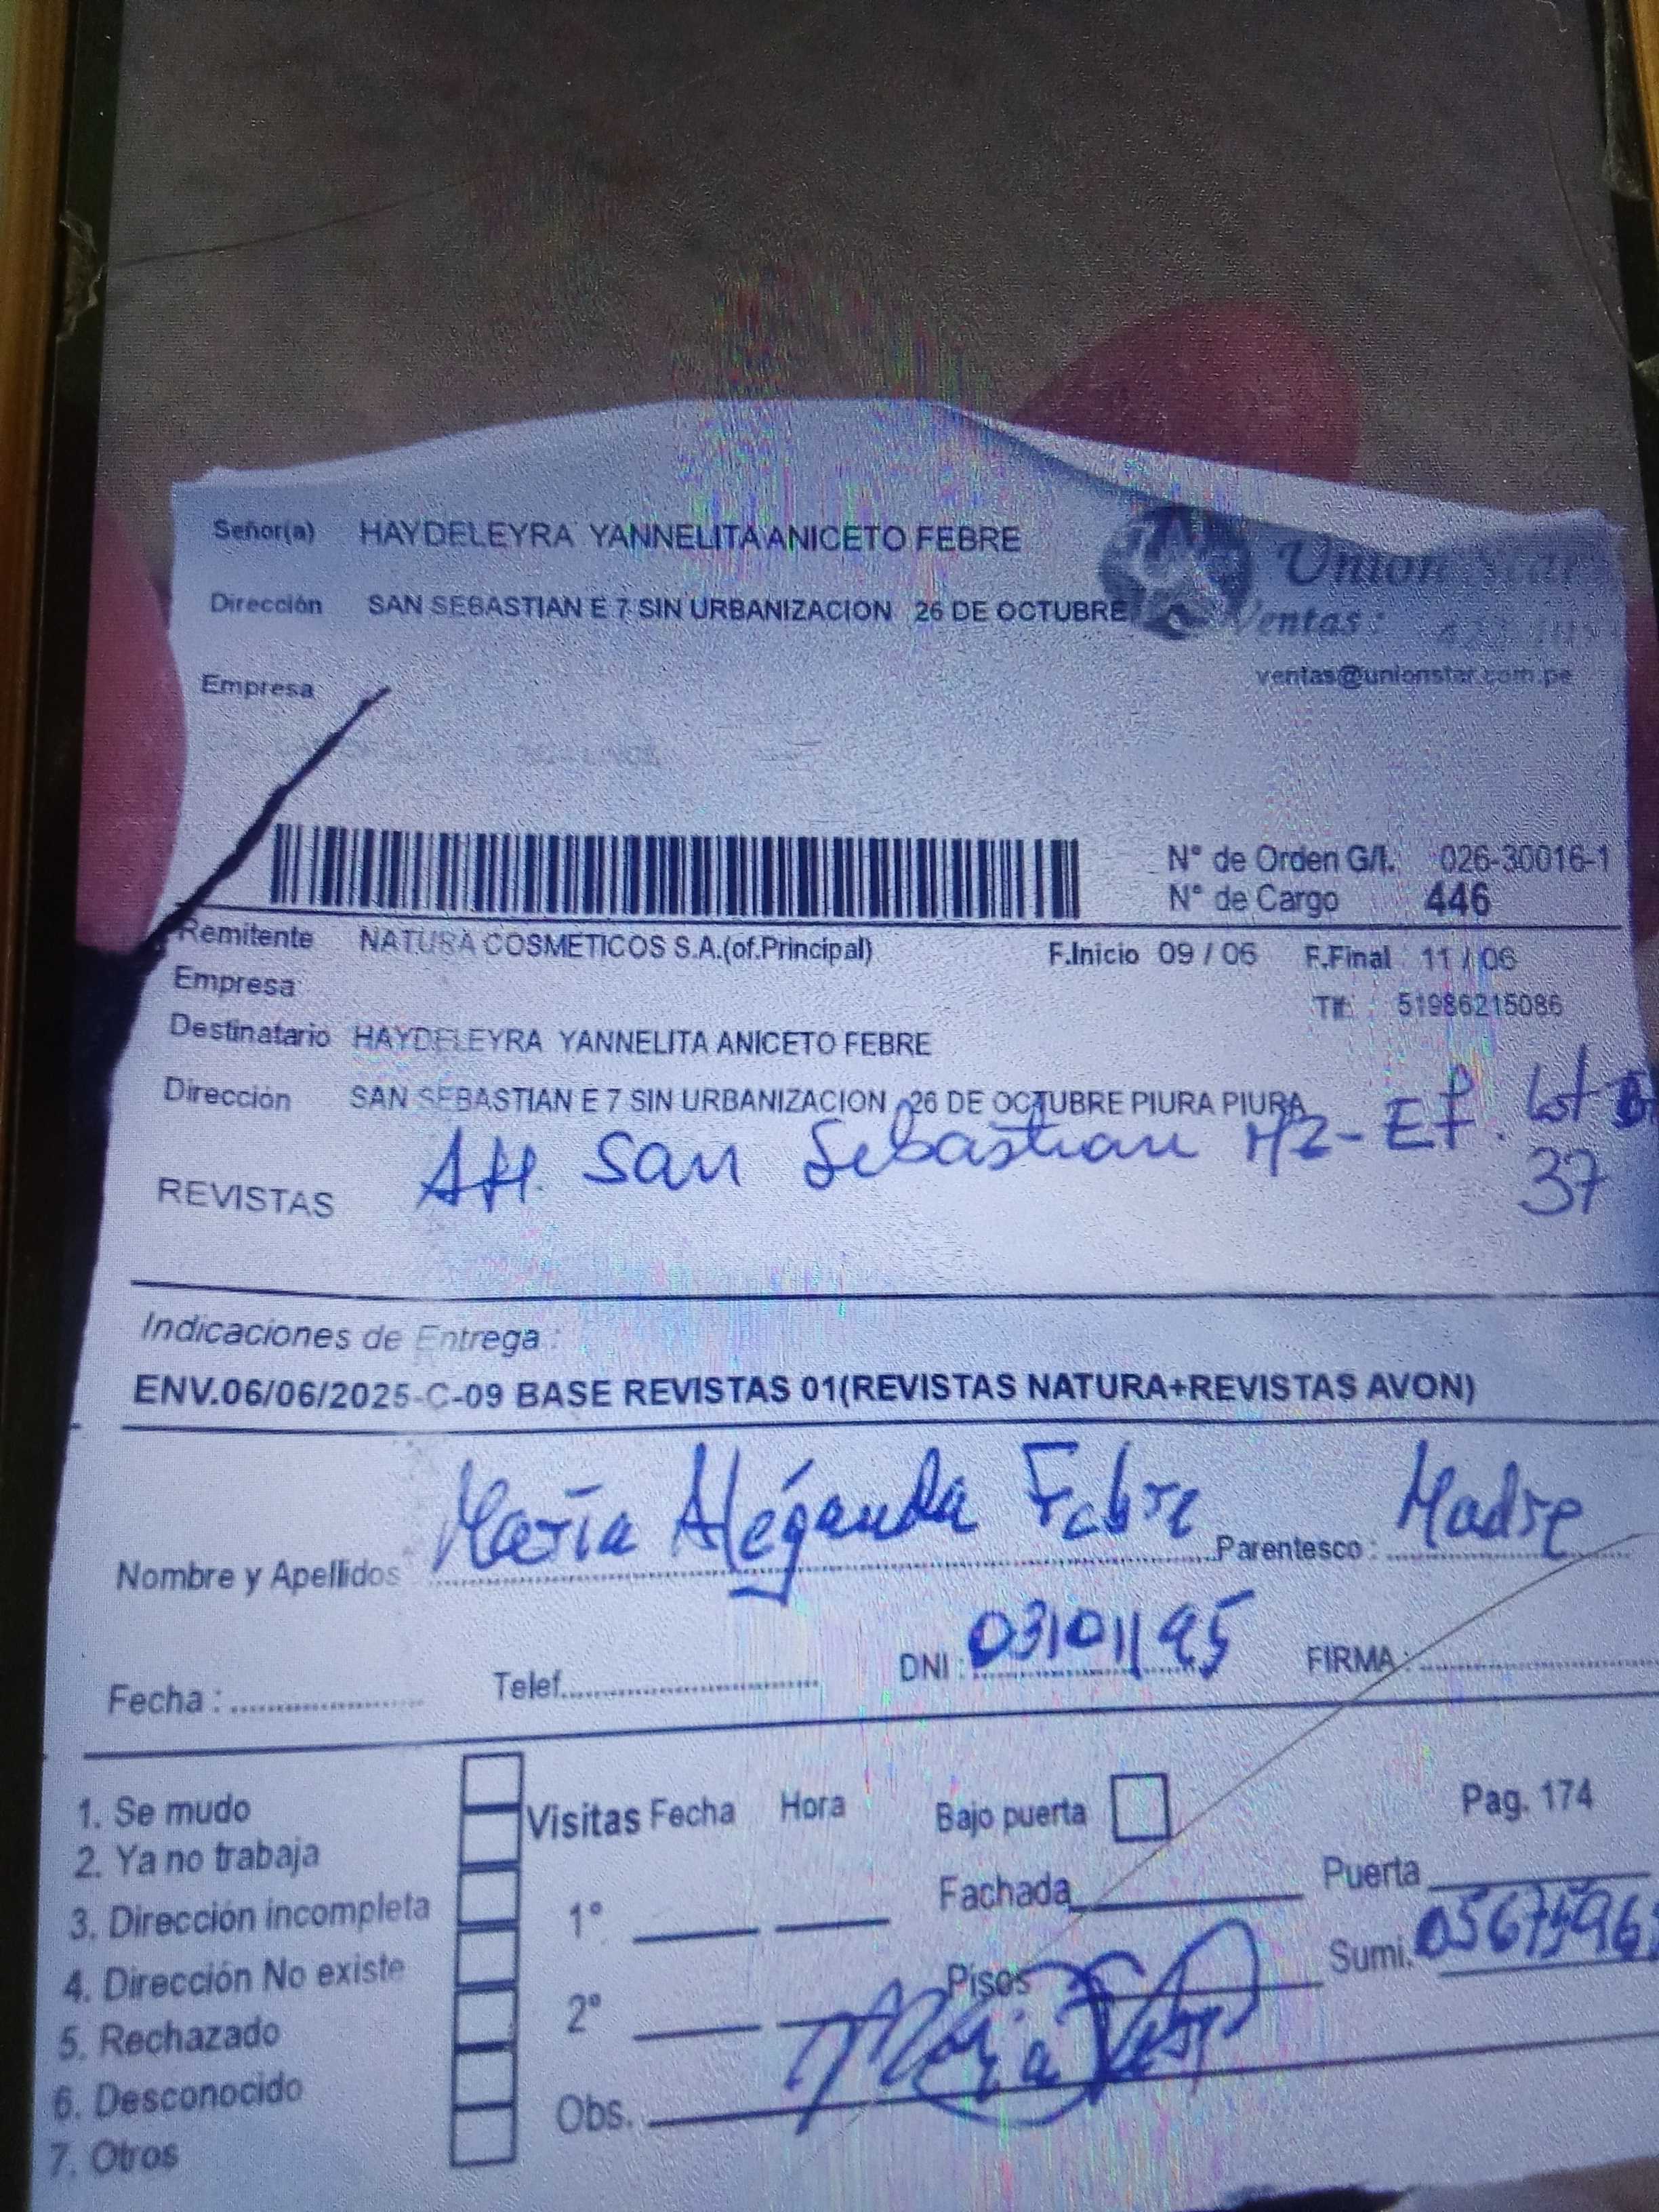 Señor(a) HAYDELEYRA YANNELITA ANICETO FEBRE
Union Star
Dirección SAN SEBASTIAN E 7 SIN URBANIZACION 26 DE OCTUBRE
Ventas:
Empresa
ventas@unionstar.com.pe
N° de Orden G/I. 026-30016-1
N° de Cargo 446
Remitente NATURA COSMETICOS S.A.(of.Principal) F.Inicio 09 / 06 F.Final 11 / 06
Empresa
Tlf: 51986215086
Destinatario HAYDELEYRA YANNELITA ANICETO FEBRE
Dirección SAN SEBASTIAN E 7 SIN URBANIZACION 26 DE OCTUBRE PIURA PIURA
AH. San Sebastian Mz-
37
REVISTAS
Indicaciones de Entrega :
ENV.06/06/2025-C-09 BASE REVISTAS 01(REVISTAS NATURA+REVISTAS AVON)
Nombre y Apellidos María Aléganda Febre Parentesco : Madre
Fecha : Telef. DNI : 03101195 FIRMA :
1. Se mudo
2. Ya no trabaja
3. Dirección incompleta
4. Dirección No existe
5. Rechazado
6. Desconocido
7. Otros
Visitas Fecha Hora
1°
2°
Obs.
Bajo puerta
Fachada
Pisos
Pag. 174
Puerta
Sumi.